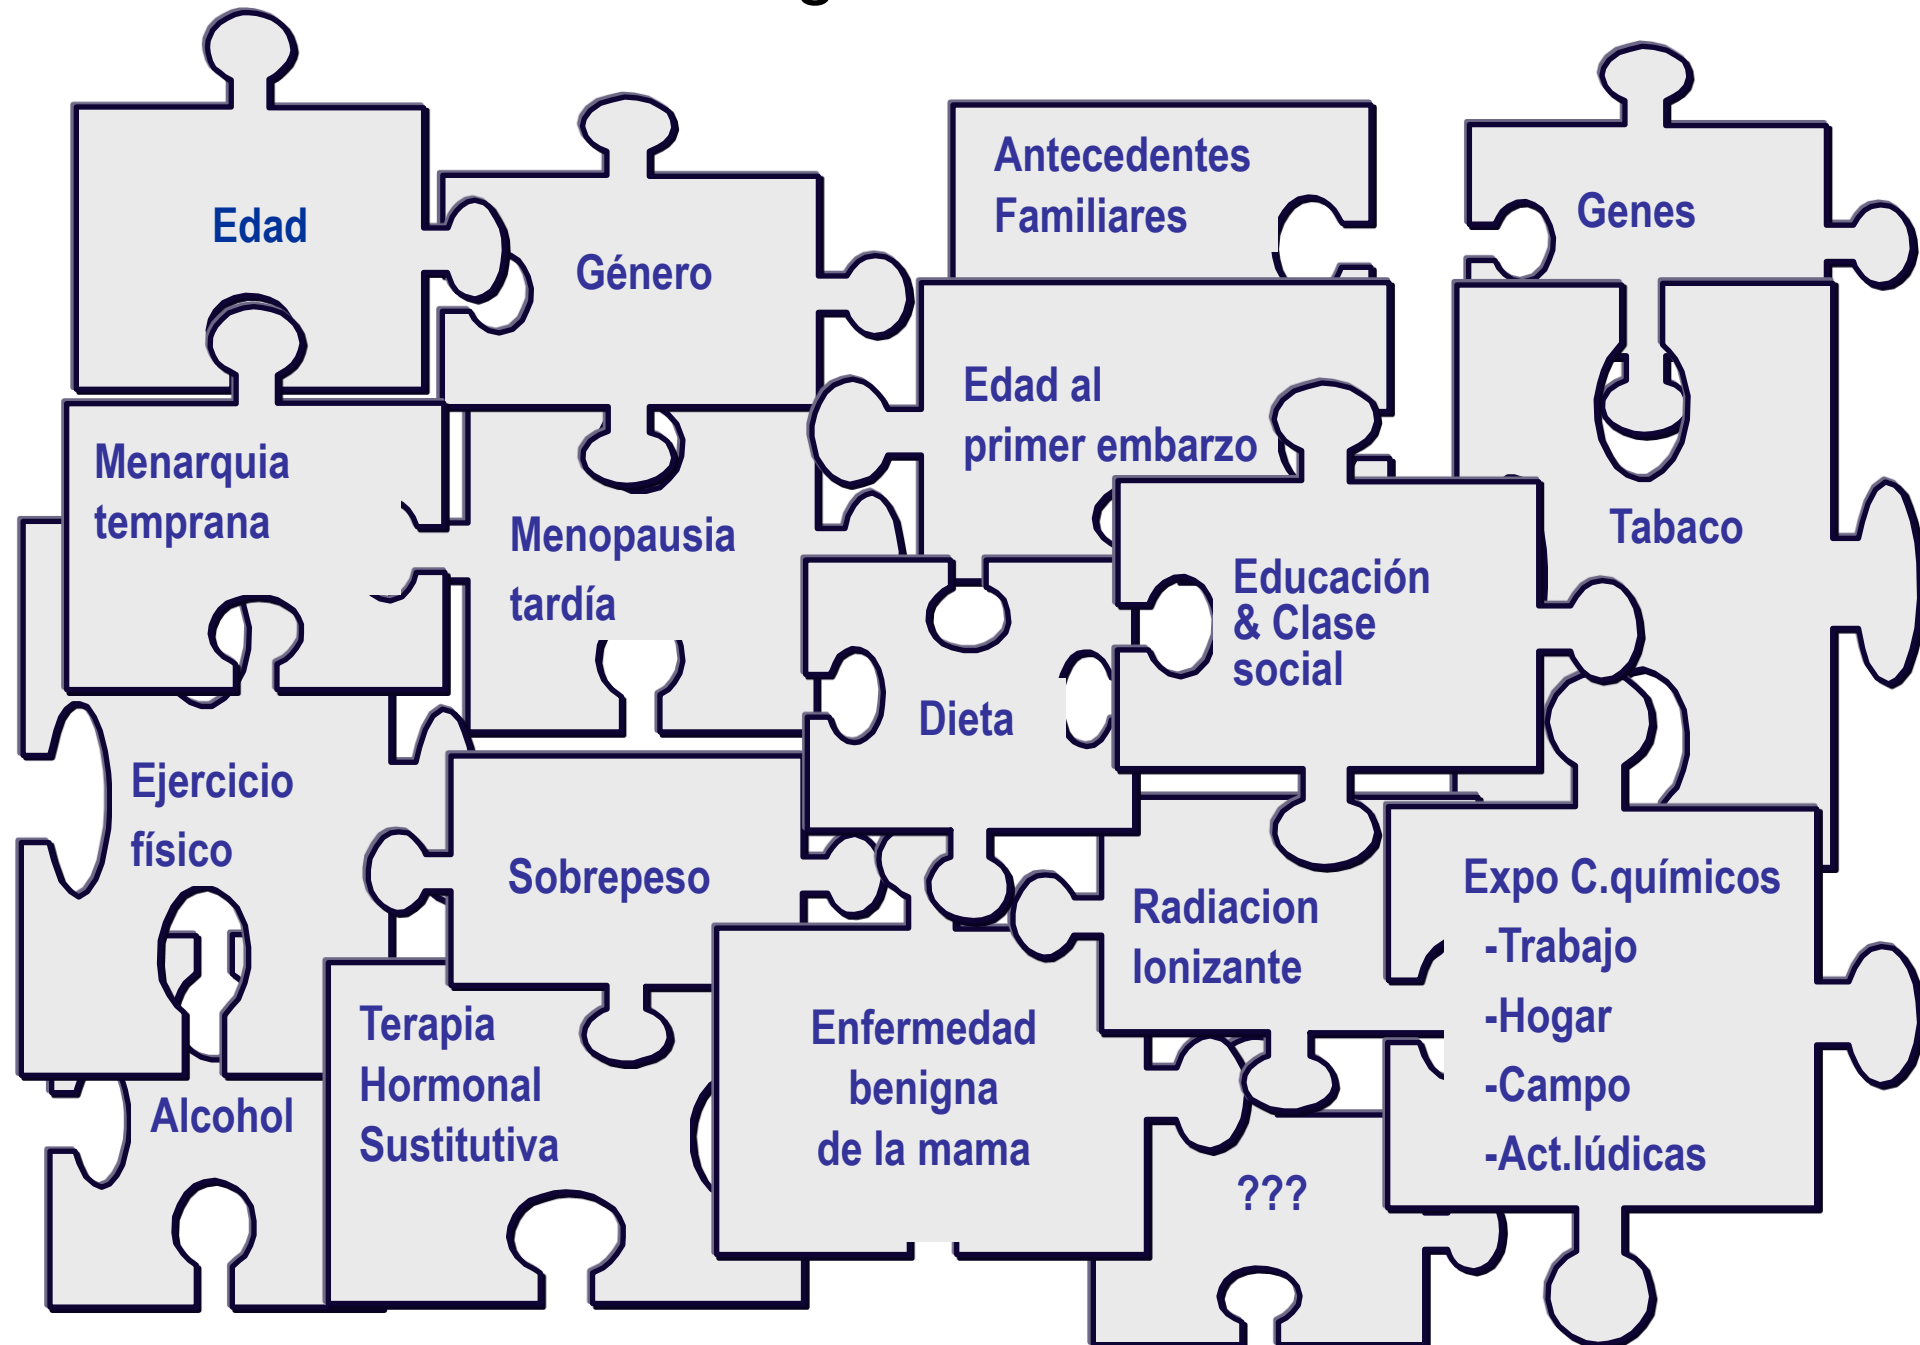 Edad
Género
Antecedentes
Familiares
Genes
Menarquia
temprana
Menopausia
tardía
Edad al
primer embarzo
Educación
& Clase
social
Tabaco
Ejercicio
físico
Sobrepeso
Dieta
Radiacion
Ionizante
Expo C.químicos
-Trabajo
-Hogar
-Campo
-Act.lúdicas
Alcohol
Terapia
Hormonal
Sustitutiva
Enfermedad
benigna
de la mama
???